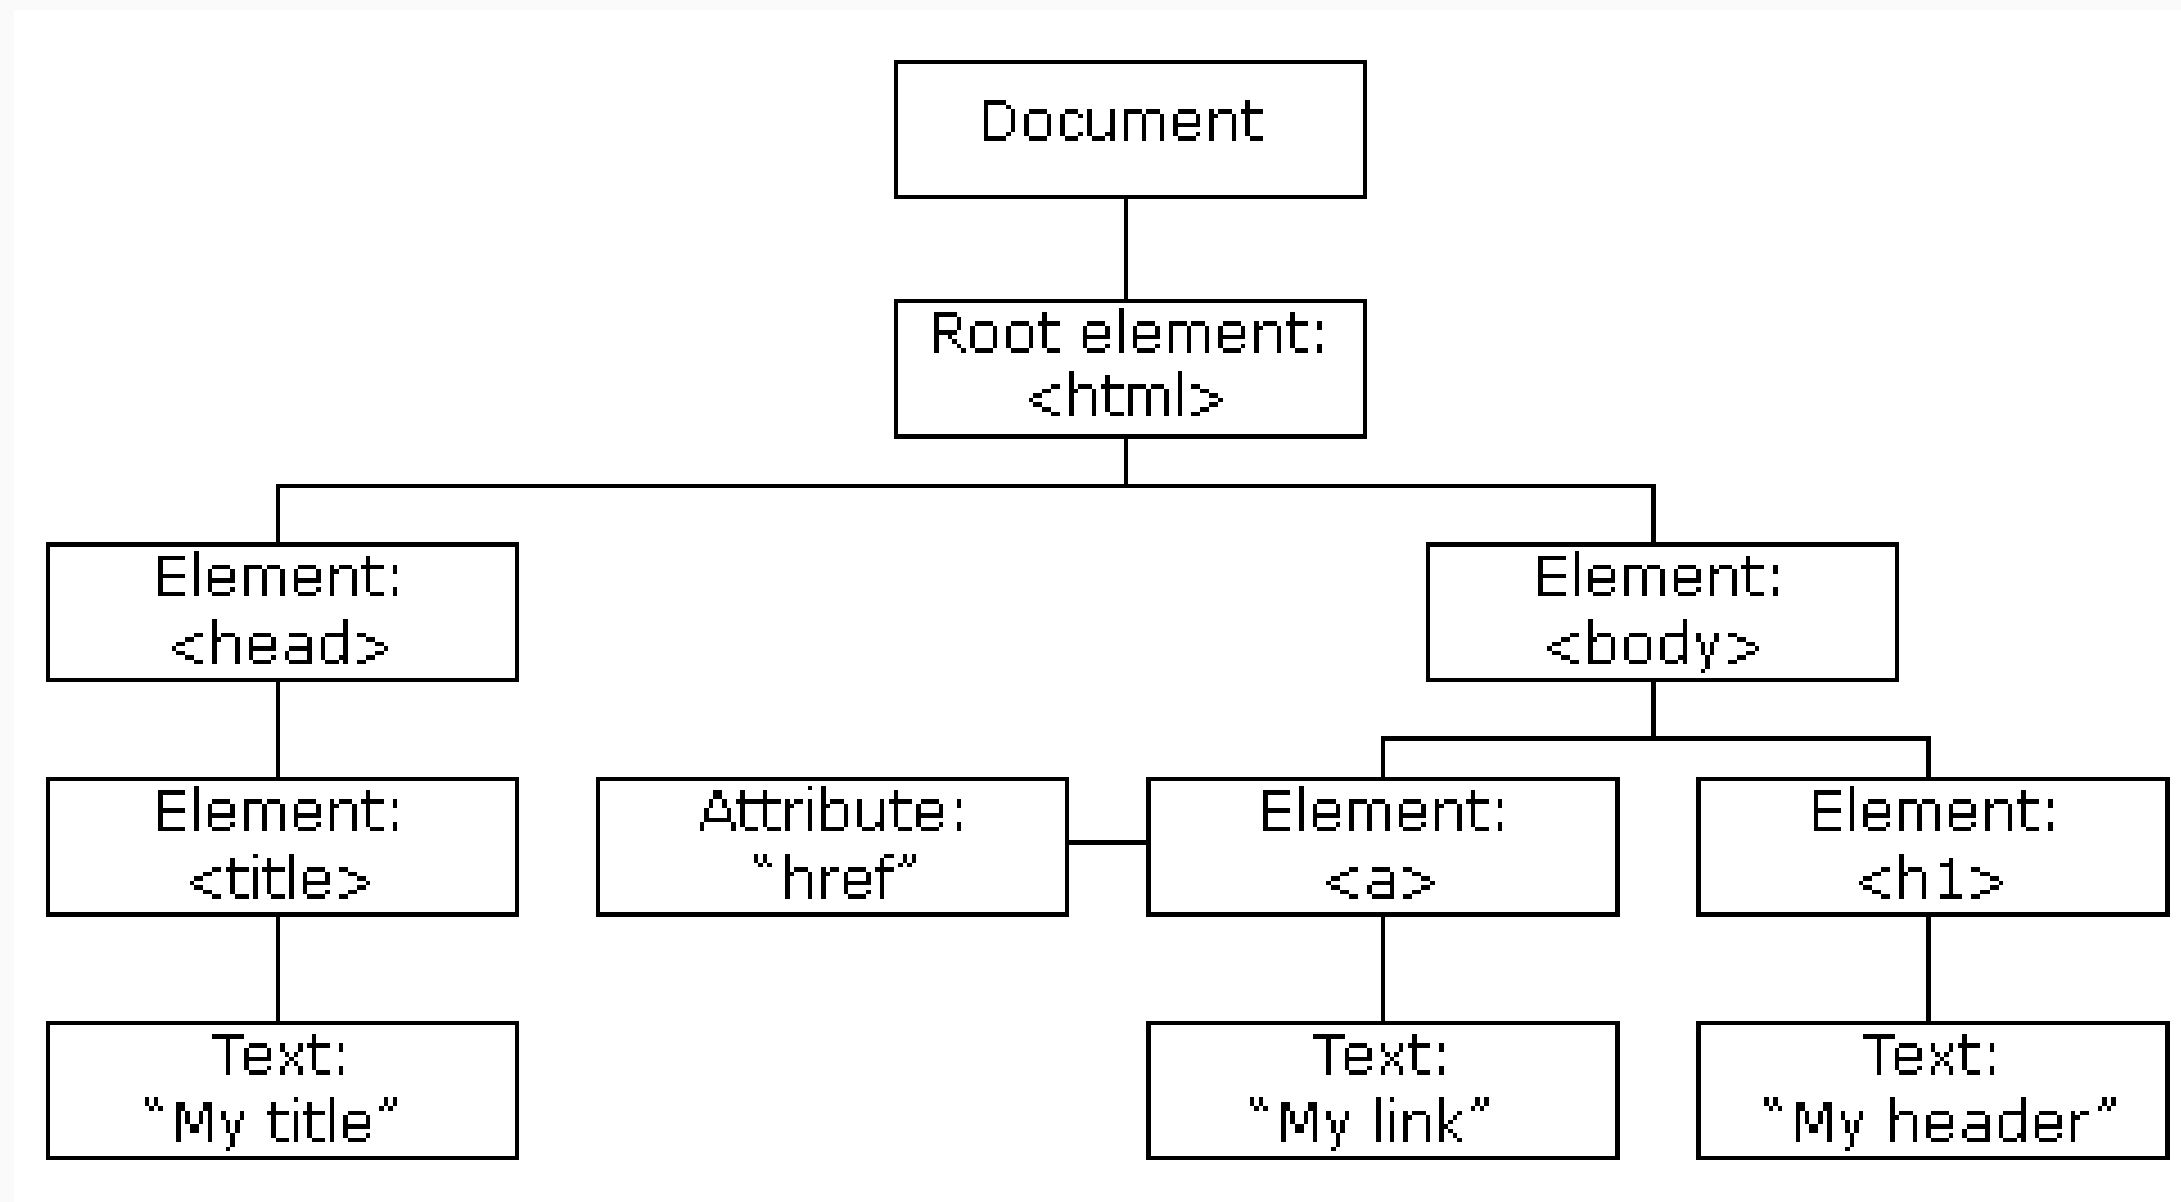 Document
Root element:
<html>
Element:
<head>
Element:
<body>
Element:
<title>
Attribute:
“href”
Element:
<a>
Element:
<h1>
Text:
“My title”
Text:
“My link”
Text:
“My header”